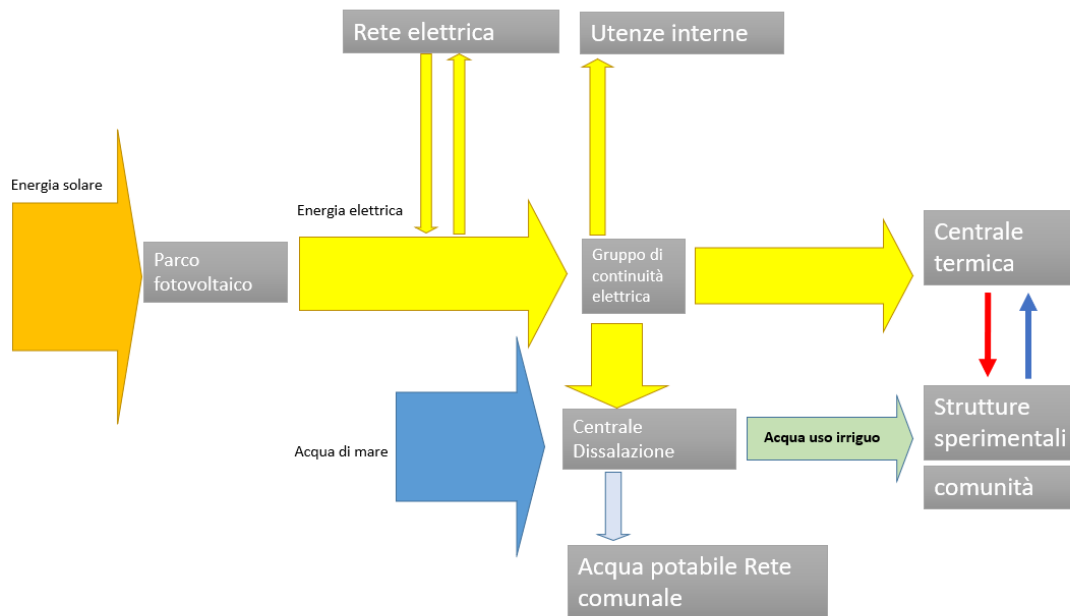 Rete elettrica
Utenze interne
Energia solare
Energia elettrica
Parco
fotovoltaico
Gruppo di
continuità
elettrica
Centrale
termica
Acqua di mare
Centrale
Dissalazione
Acqua uso irriguo
Strutture
sperimentali
comunità
Acqua potabile Rete
comunale